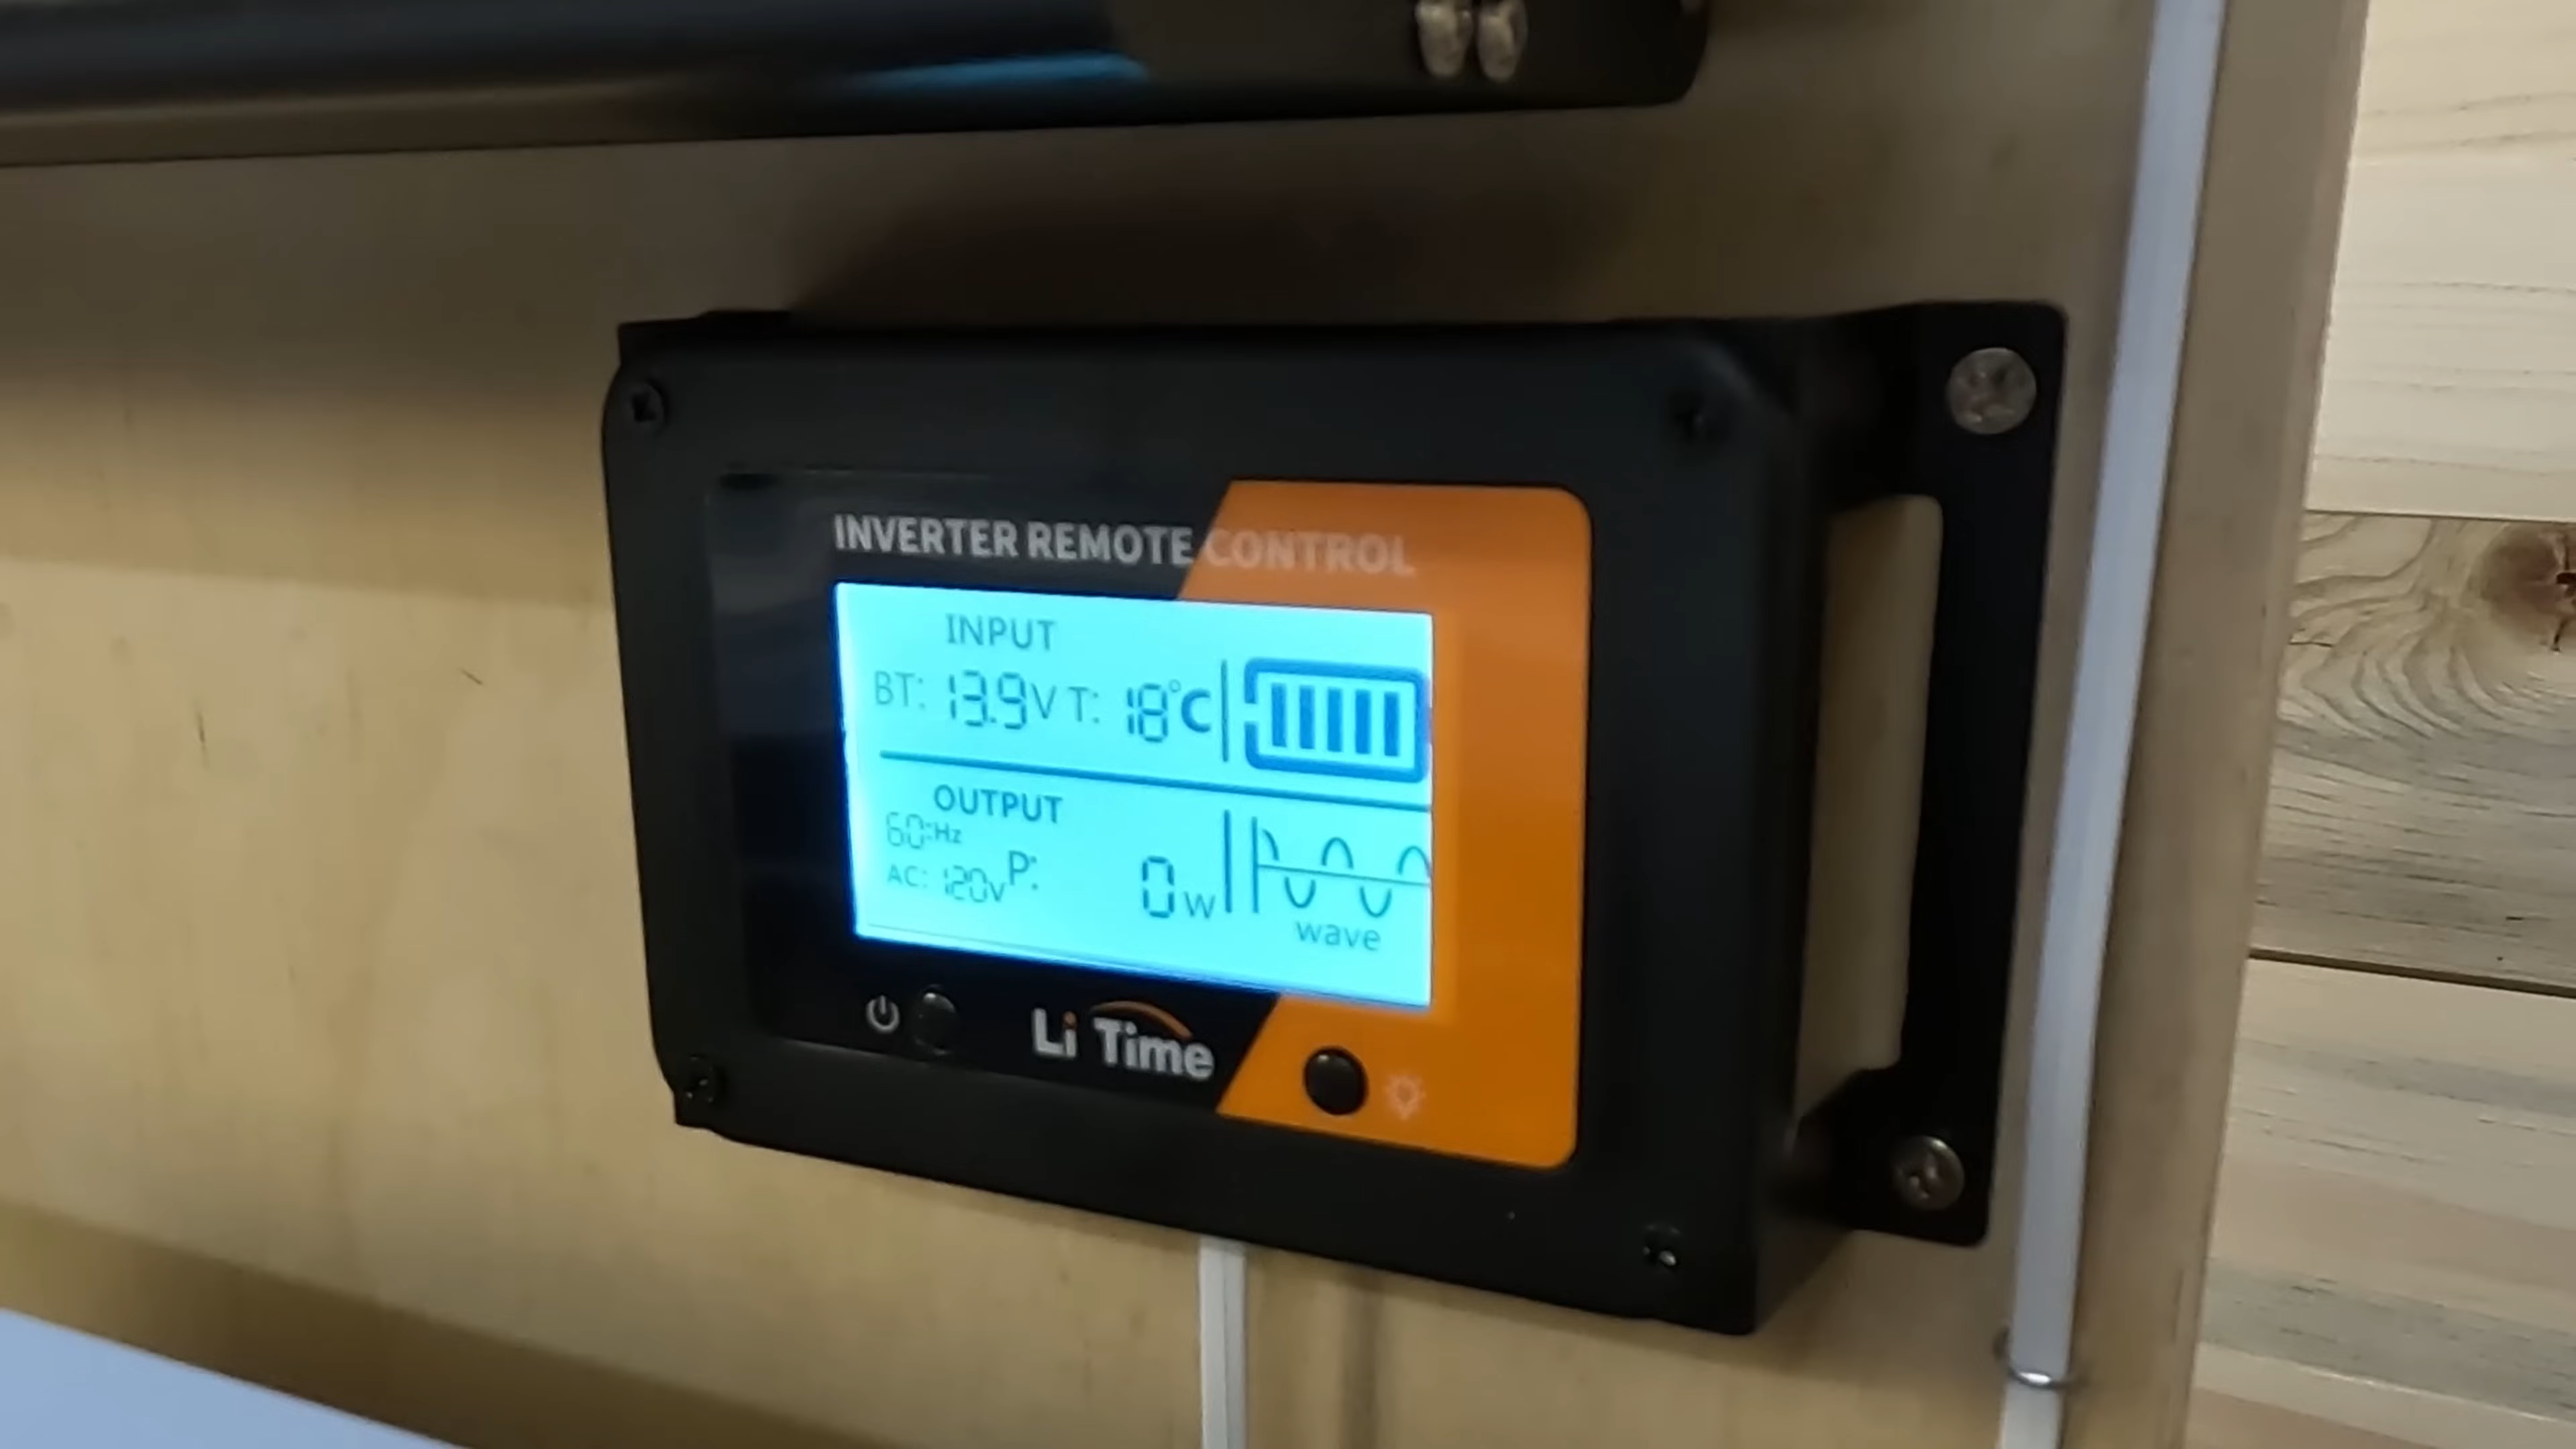 INVERTER REMOTE CONTROL
INPUT
BT: 13.9V T: 18°C
OUTPUT
60Hz
AC: 120V P: 0W
wave
Li Time